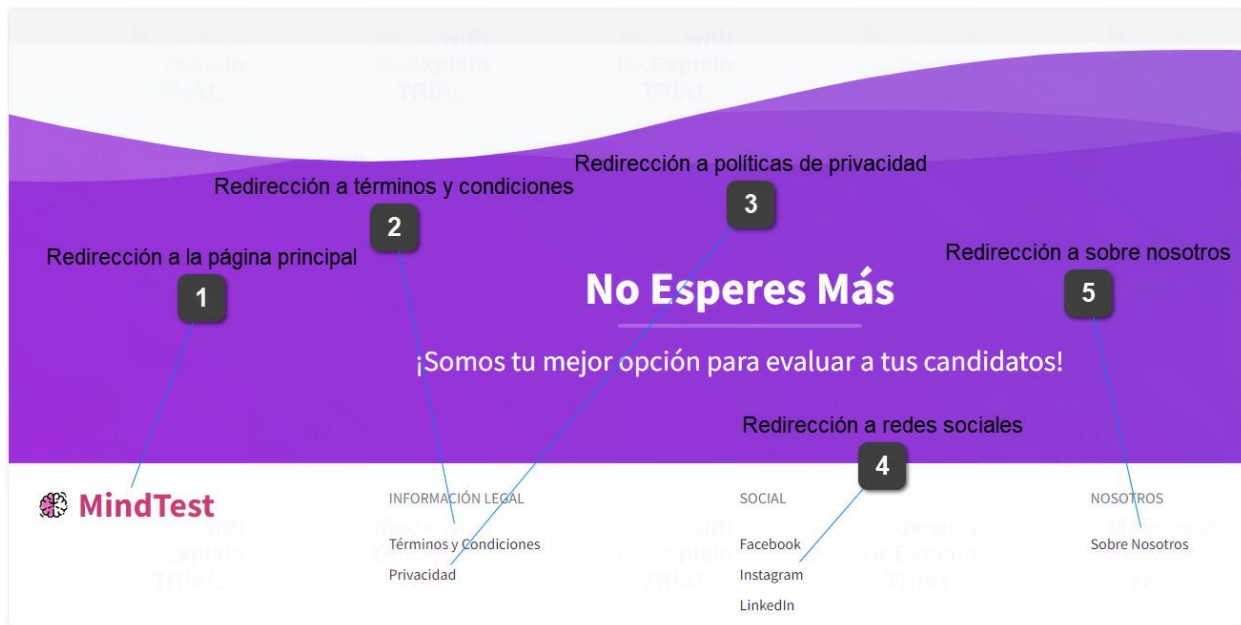 Redirección a políticas de privacidad
3
Redirección a términos y condiciones
2
Redirección a la página principal
1
Redirección a sobre nosotros
5
No Esperes Más
¡Somos tu mejor opción para evaluar a tus candidatos!
Redirección a redes sociales
4
MindTest
INFORMACIÓN LEGAL
Términos y Condiciones
Privacidad
SOCIAL
Facebook
Instagram
LinkedIn
NOSOTROS
Sobre Nosotros